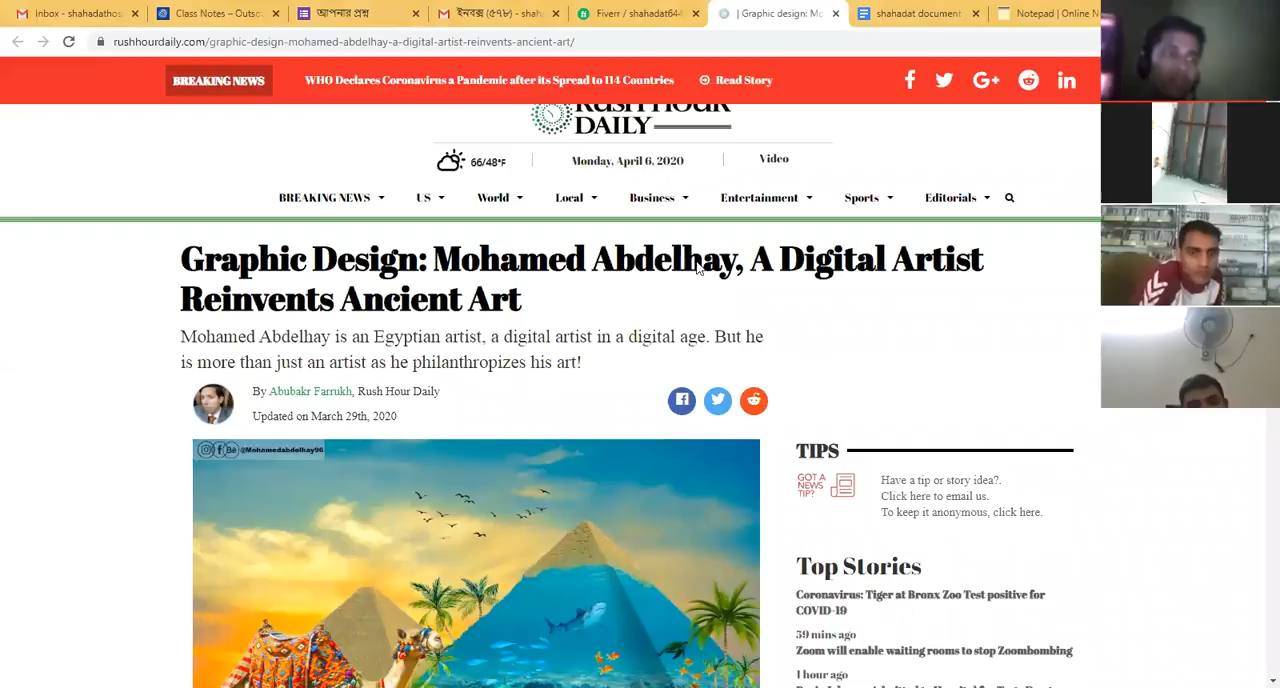 Inbox - shahadathos
Class Notes – Outso
আপনার প্রশ্ন
ইনবক্স (৫৭৮) - shah
Fiverr / shahadat64
| Graphic design: Mo
shahadat document
Notepad | Online N
rushhourdaily.com/graphic-design-mohamed-abdelhay-a-digital-artist-reinvents-ancient-art/
BREAKING NEWS
WHO Declares Coronavirus a Pandemic after its Spread to 114 Countries
Read Story
RUSH HOUR
DAILY
66/48°F
Monday, April 6, 2020
Video
BREAKING NEWS
US
World
Local
Business
Entertainment
Sports
Editorials
Graphic Design: Mohamed Abdelhay, A Digital Artist
Reinvents Ancient Art
Mohamed Abdelhay is an Egyptian artist, a digital artist in a digital age. But he
is more than just an artist as he philanthropizes his art!
By Abubakr Farrukh, Rush Hour Daily
Updated on March 29th, 2020
@Mohamedabdelhay96
TIPS
GOT A
NEWS
TIP?
Have a tip or story idea?.
Click here to email us.
To keep it anonymous, click here.
Top Stories
Coronavirus: Tiger at Bronx Zoo Test positive for
COVID-19
59 mins ago
Zoom will enable waiting rooms to stop Zoombombing
1 hour ago